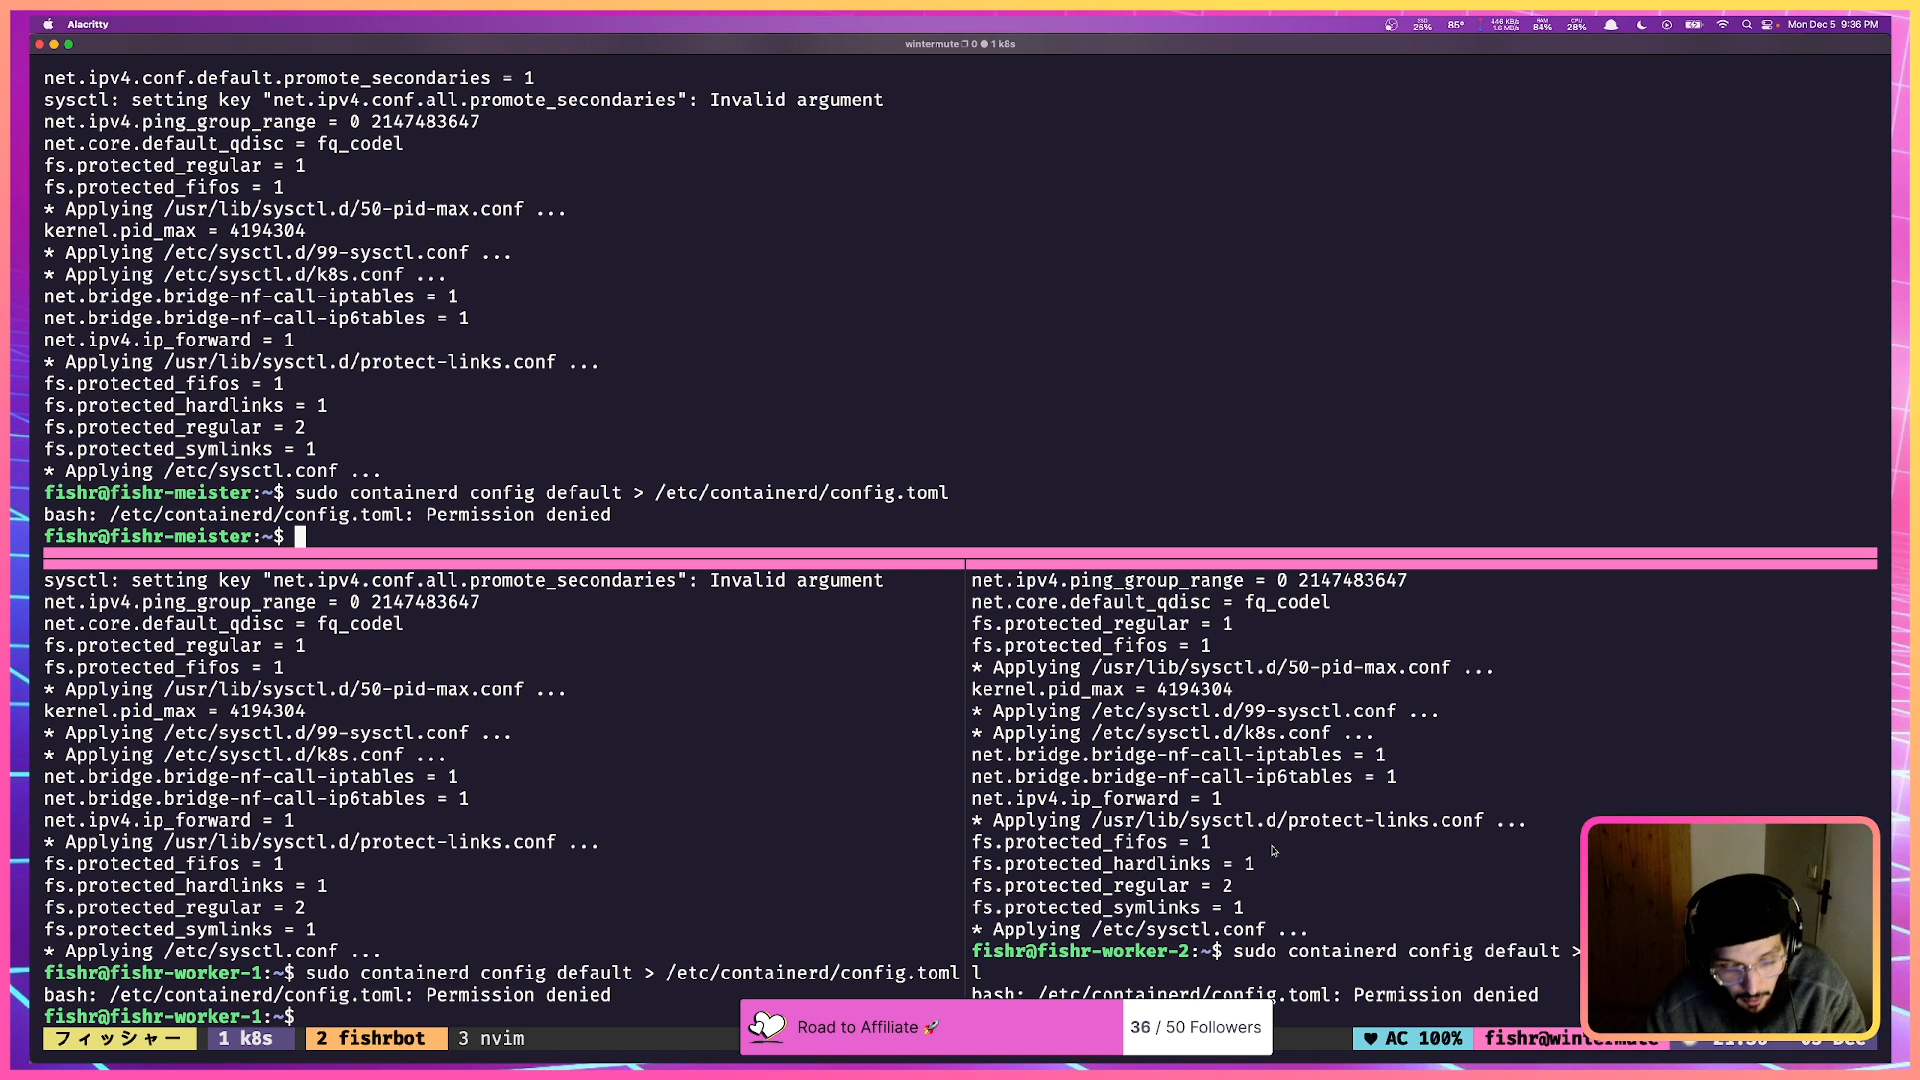 Alacritty
SSD 26%
85°
446 KB/s
1.6 MB/s
RAM 84%
CPU 28%
Mon Dec 5 9:36 PM
wintermute 0 1 k8s
net.ipv4.conf.default.promote_secondaries = 1
sysctl: setting key "net.ipv4.conf.all.promote_secondaries": Invalid argument
net.ipv4.ping_group_range = 0 2147483647
net.core.default_qdisc = fq_codel
fs.protected_regular = 1
fs.protected_fifos = 1
* Applying /usr/lib/sysctl.d/50-pid-max.conf ...
kernel.pid_max = 4194304
* Applying /etc/sysctl.d/99-sysctl.conf ...
* Applying /etc/sysctl.d/k8s.conf ...
net.bridge.bridge-nf-call-iptables = 1
net.bridge.bridge-nf-call-ip6tables = 1
net.ipv4.ip_forward = 1
* Applying /usr/lib/sysctl.d/protect-links.conf ...
fs.protected_fifos = 1
fs.protected_hardlinks = 1
fs.protected_regular = 2
fs.protected_symlinks = 1
* Applying /etc/sysctl.conf ...
fishr@fishr-meister:~$ sudo containerd config default > /etc/containerd/config.toml
bash: /etc/containerd/config.toml: Permission denied
fishr@fishr-meister:~$
sysctl: setting key "net.ipv4.conf.all.promote_secondaries": Invalid argument
net.ipv4.ping_group_range = 0 2147483647
net.core.default_qdisc = fq_codel
fs.protected_regular = 1
fs.protected_fifos = 1
* Applying /usr/lib/sysctl.d/50-pid-max.conf ...
kernel.pid_max = 4194304
* Applying /etc/sysctl.d/99-sysctl.conf ...
* Applying /etc/sysctl.d/k8s.conf ...
net.bridge.bridge-nf-call-iptables = 1
net.bridge.bridge-nf-call-ip6tables = 1
net.ipv4.ip_forward = 1
* Applying /usr/lib/sysctl.d/protect-links.conf ...
fs.protected_fifos = 1
fs.protected_hardlinks = 1
fs.protected_regular = 2
fs.protected_symlinks = 1
* Applying /etc/sysctl.conf ...
fishr@fishr-worker-1:~$ sudo containerd config default > /etc/containerd/config.toml
bash: /etc/containerd/config.toml: Permission denied
fishr@fishr-worker-1:~$
net.ipv4.ping_group_range = 0 2147483647
net.core.default_qdisc = fq_codel
fs.protected_regular = 1
fs.protected_fifos = 1
* Applying /usr/lib/sysctl.d/50-pid-max.conf ...
kernel.pid_max = 4194304
* Applying /etc/sysctl.d/99-sysctl.conf ...
* Applying /etc/sysctl.d/k8s.conf ...
net.bridge.bridge-nf-call-iptables = 1
net.bridge.bridge-nf-call-ip6tables = 1
net.ipv4.ip_forward = 1
* Applying /usr/lib/sysctl.d/protect-links.conf ...
fs.protected_fifos = 1
fs.protected_hardlinks = 1
fs.protected_regular = 2
fs.protected_symlinks = 1
* Applying /etc/sysctl.conf ...
fishr@fishr-worker-2:~$ sudo containerd config default >
l
bash: /etc/containerd/config.toml: Permission denied
Road to Affiliate 🚀 36 / 50 Followers
フィッシャー 1 k8s 2 fishrbot 3 nvim ♥ AC 100%